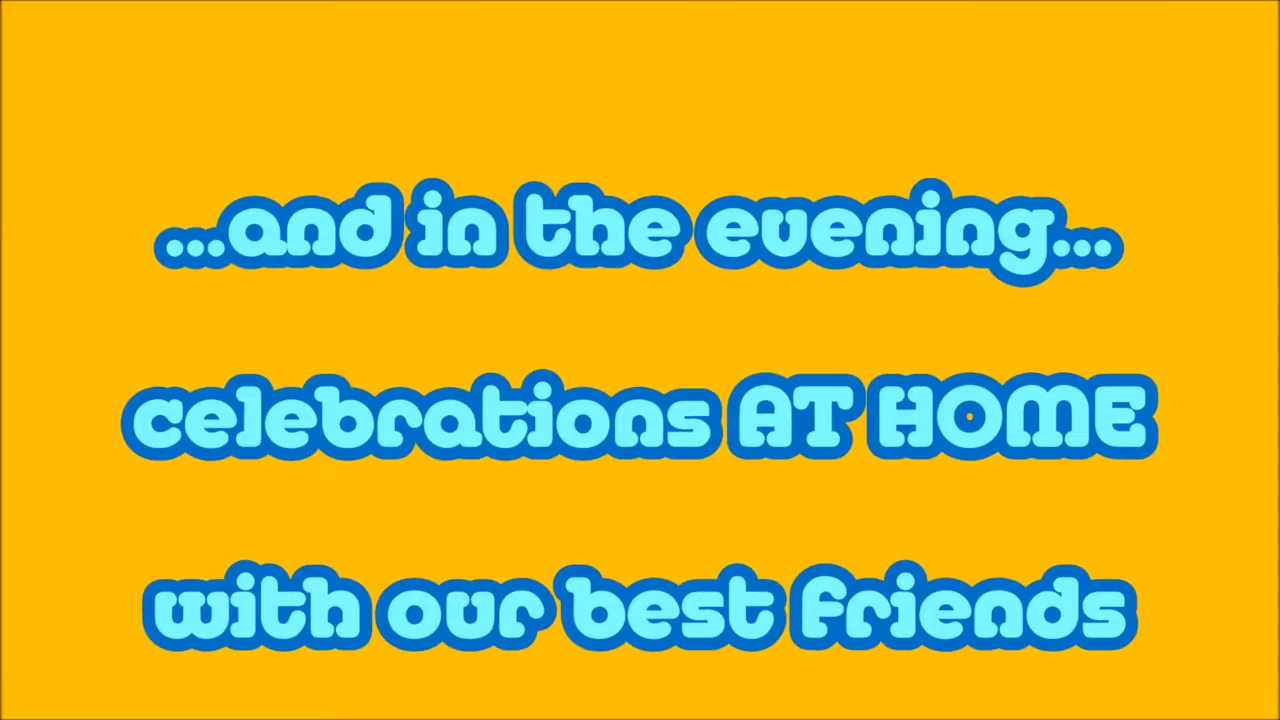 ...and in the evening...
celebrations AT HOME
with our best friends